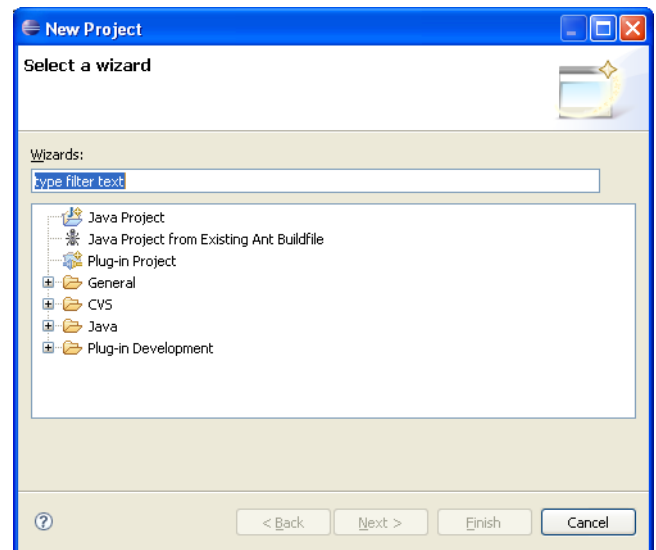 New Project
Select a wizard
Wizards:
type filter text
Java Project
Java Project from Existing Ant Buildfile
Plug-in Project
General
CVS
Java
Plug-in Development
? < Back Next > Finish Cancel